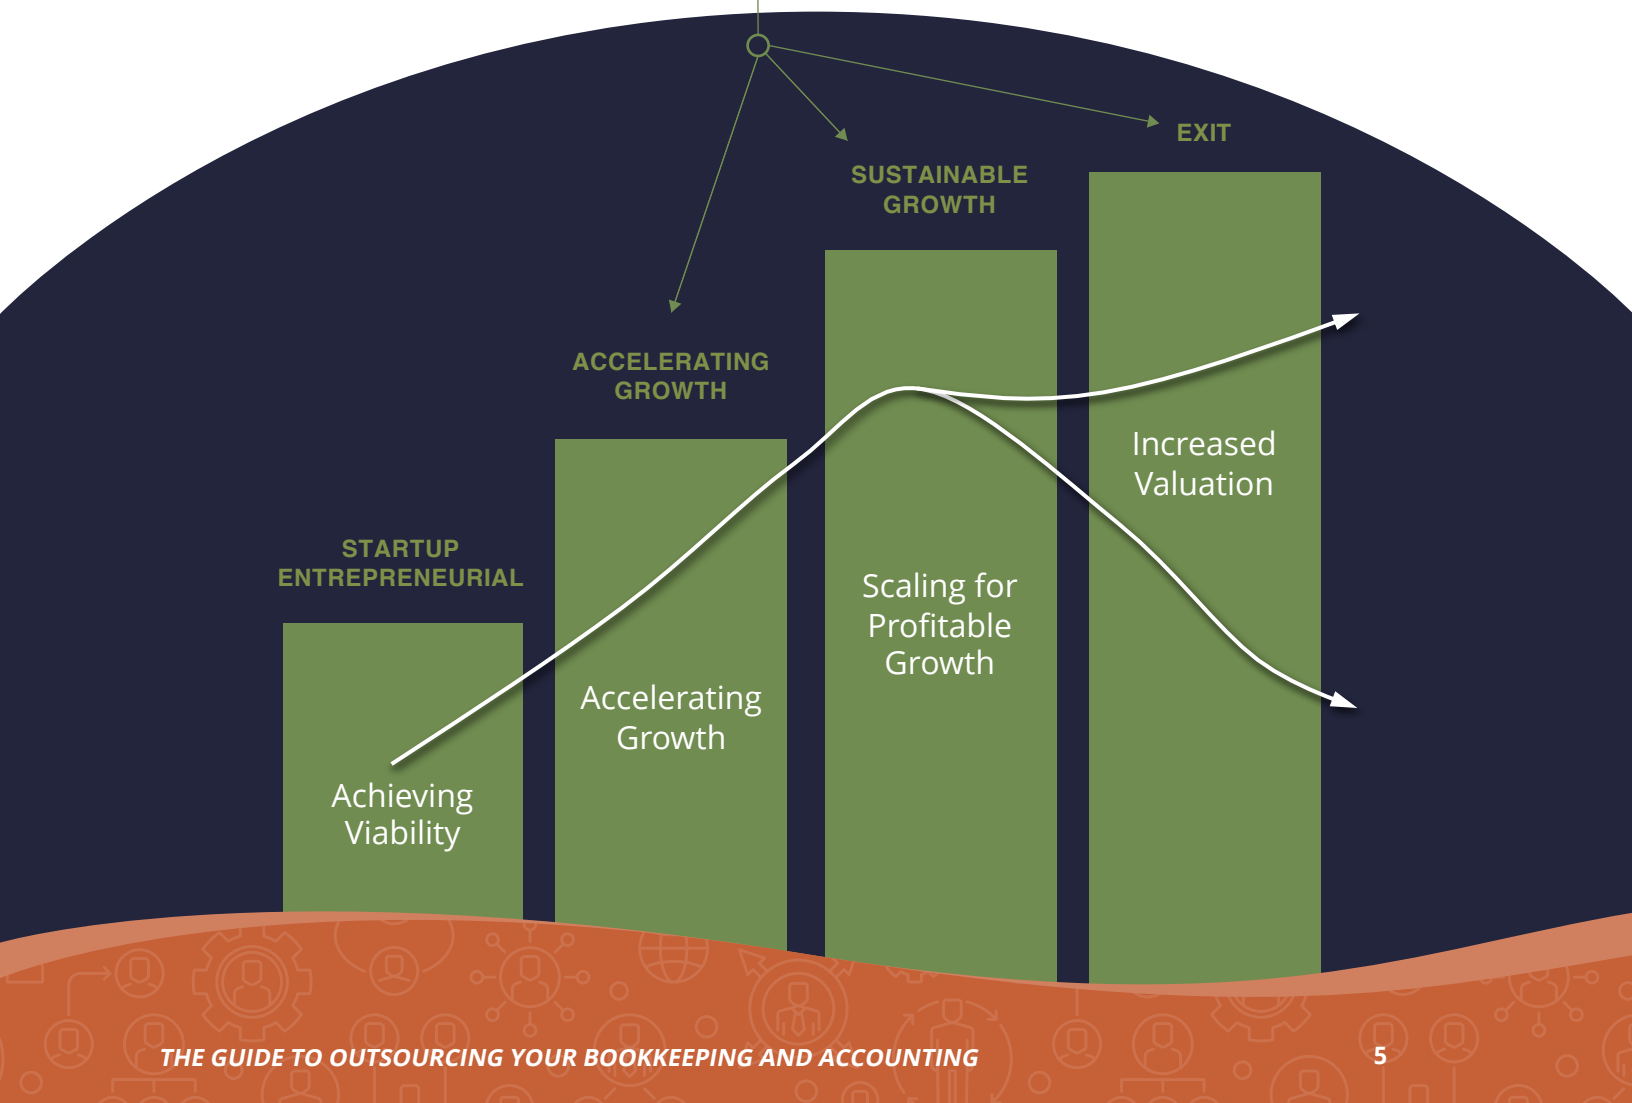 EXIT
SUSTAINABLE
GROWTH
ACCELERATING
GROWTH
STARTUP
ENTREPRENEURIAL
Increased
Valuation
Scaling for
Profitable
Growth
Accelerating
Growth
Achieving
Viability
THE GUIDE TO OUTSOURCING YOUR BOOKKEEPING AND ACCOUNTING
5